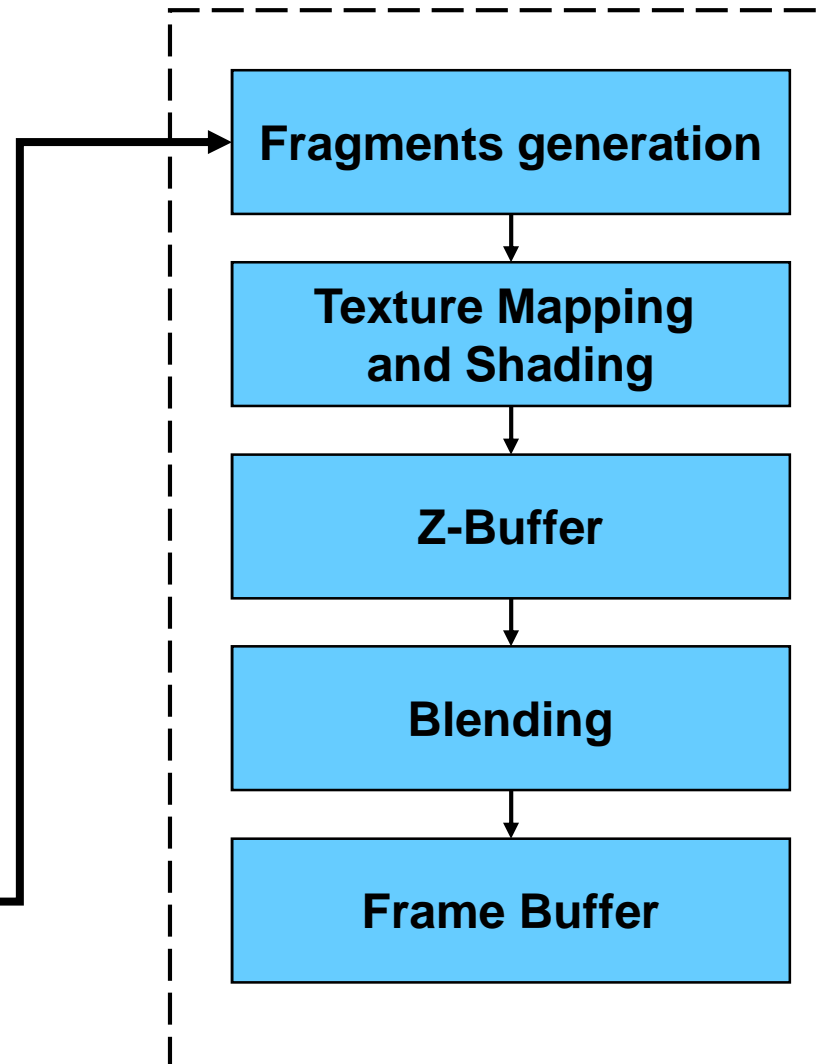 Fragments generation
Texture Mapping
and Shading
Z-Buffer
Blending
Frame Buffer